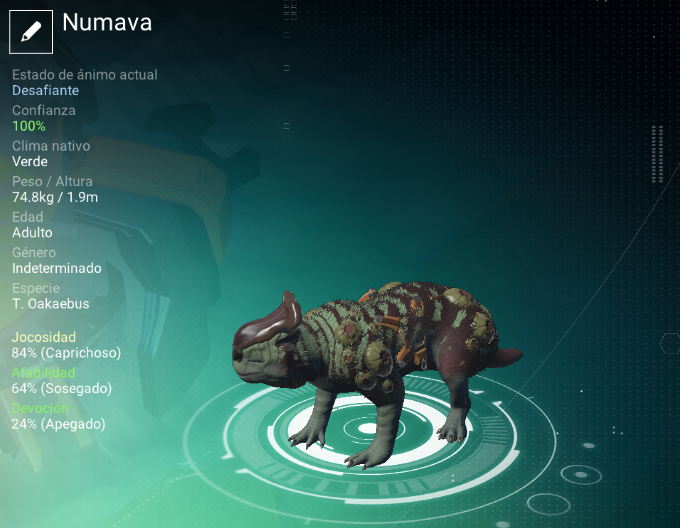 Numava
Estado de ánimo actual
Desafiante
Confianza
100%
Clima nativo
Verde
Peso / Altura
74.8kg / 1.9m
Edad
Adulto
Género
Indeterminado
Especie
T. Oakaebus
Jocosidad
84% (Caprichoso)
Afabilidad
64% (Sosegado)
Devoción
24% (Apegado)